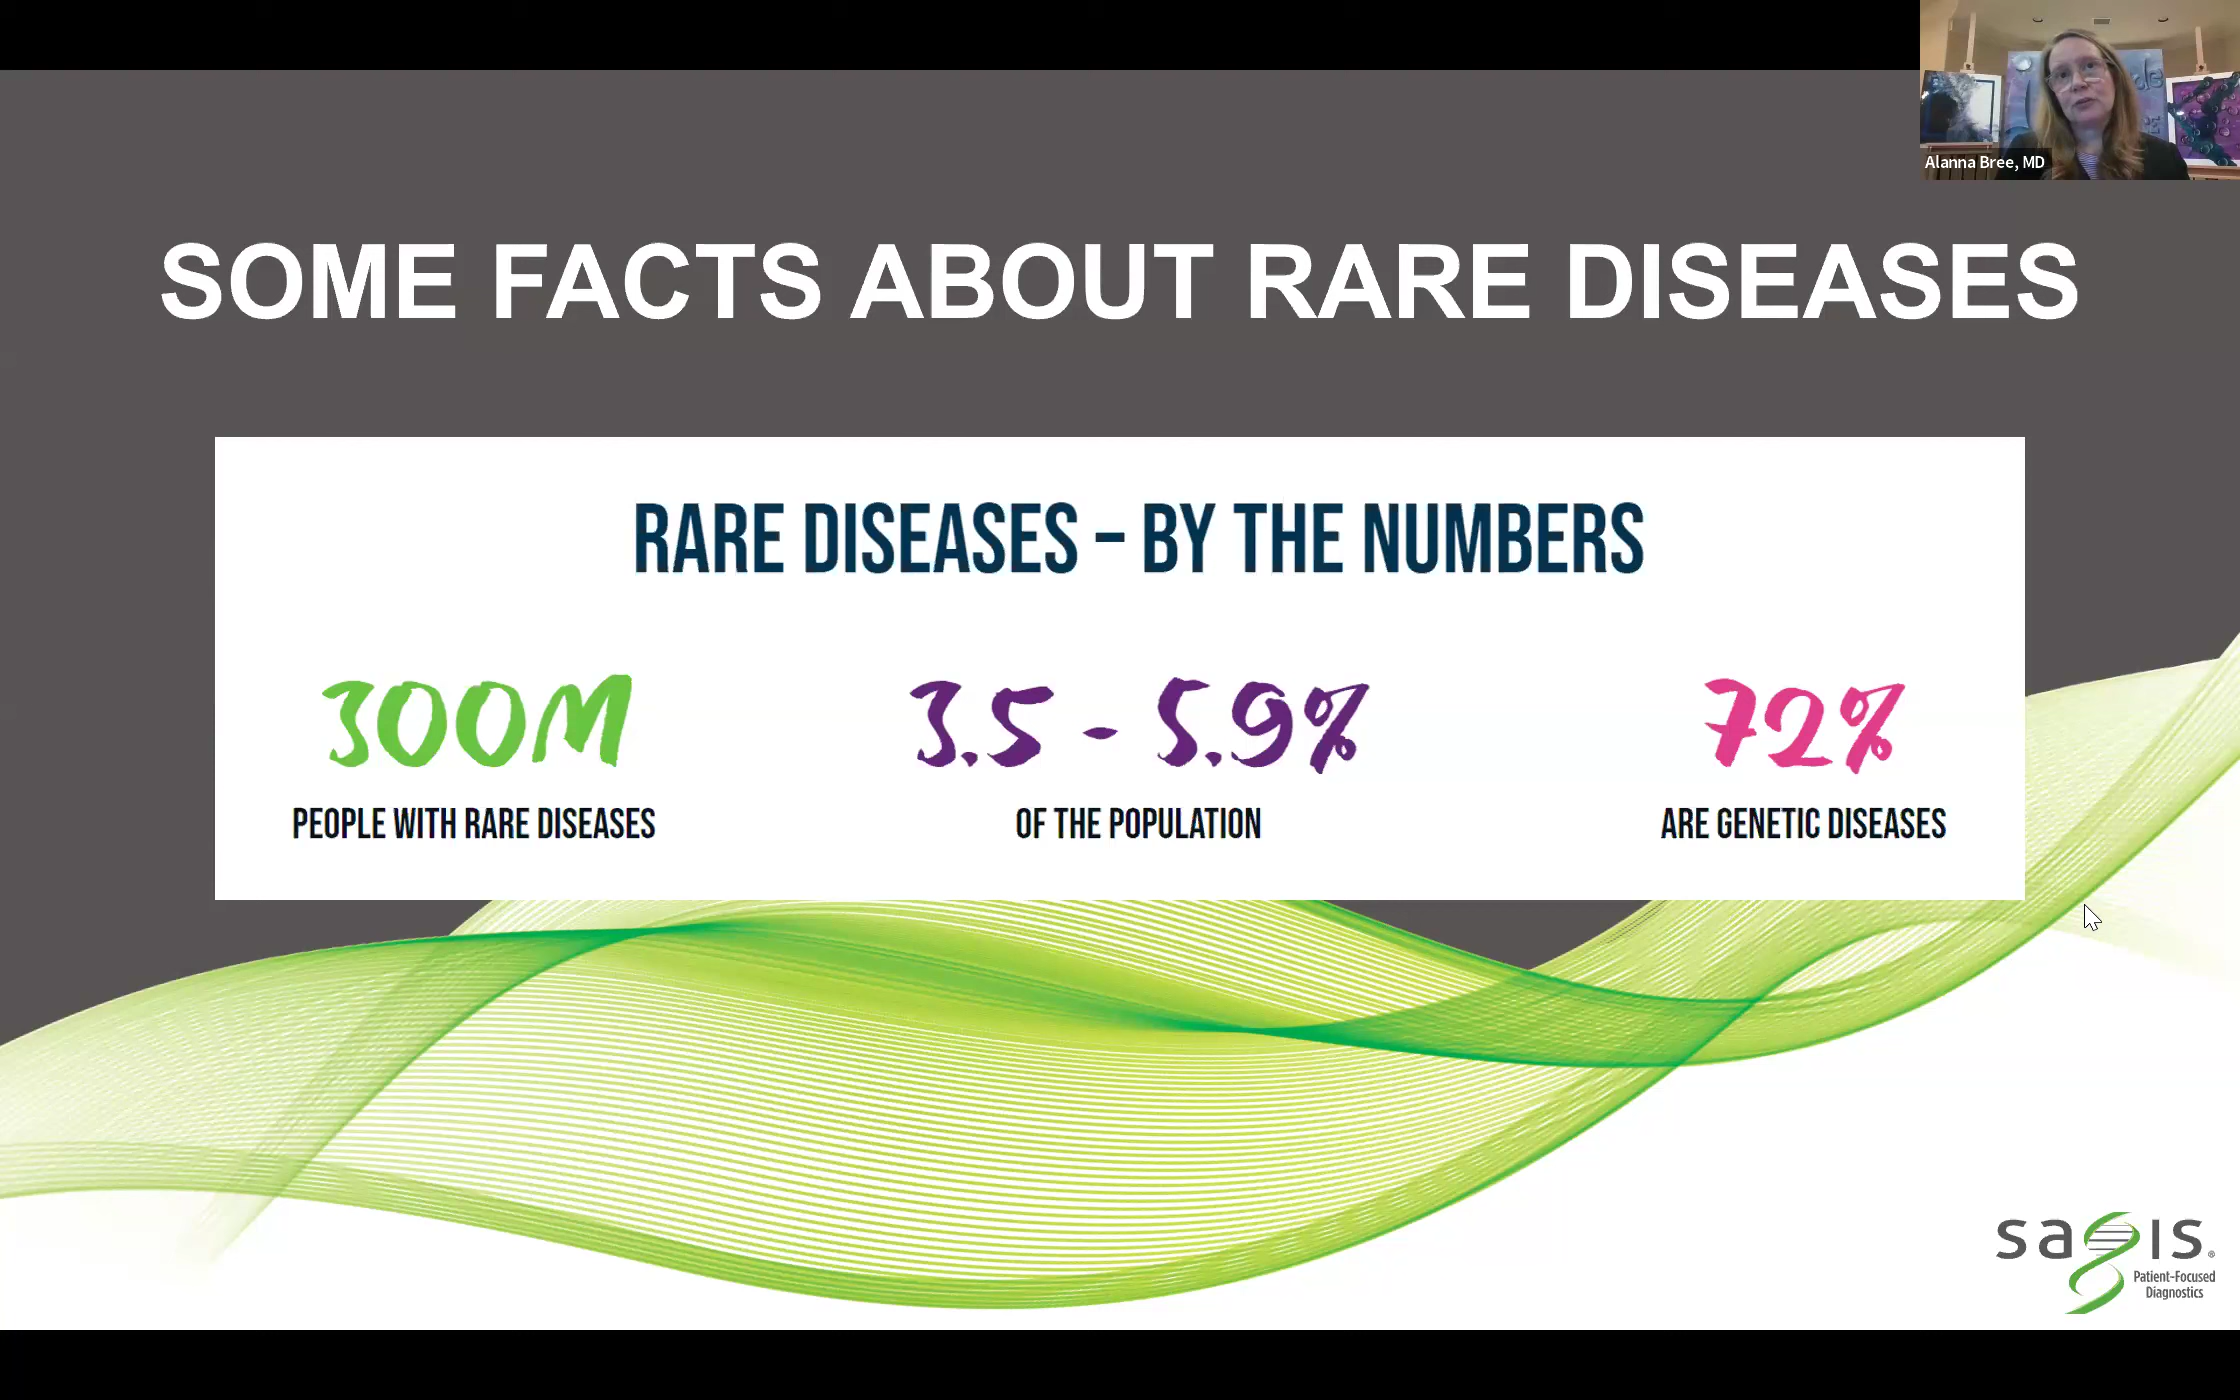 Alanna Bree, MD
SOME FACTS ABOUT RARE DISEASES
RARE DISEASES – BY THE NUMBERS
300M
PEOPLE WITH RARE DISEASES
3.5 - 5.9%
OF THE POPULATION
72%
ARE GENETIC DISEASES
sagis®
Patient-Focused
Diagnostics